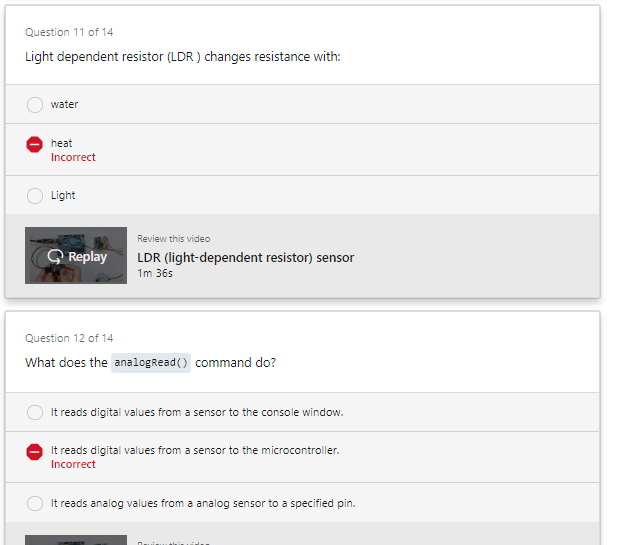 Question 11 of 14
Light dependent resistor (LDR ) changes resistance with:
water
heat
Incorrect
Light
Replay
Review this video
LDR (light-dependent resistor) sensor
1m 36s
Question 12 of 14
What does the analogRead() command do?
It reads digital values from a sensor to the console window.
It reads digital values from a sensor to the microcontroller.
Incorrect
It reads analog values from a analog sensor to a specified pin.
Review this video